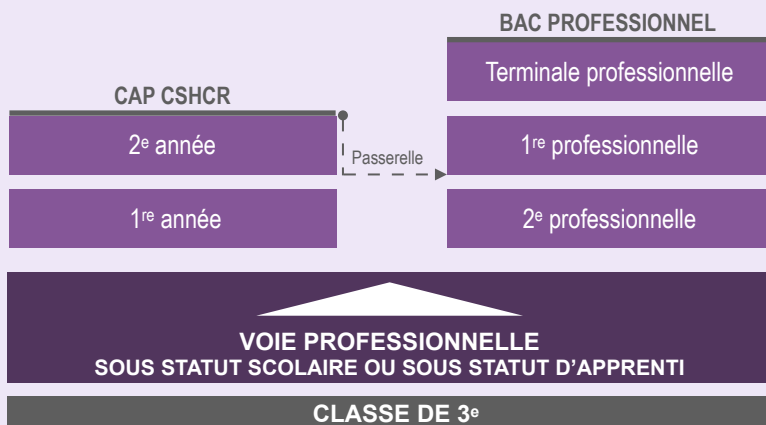 BAC PROFESSIONNEL
Terminale professionnelle
CAP CSHCR
2e année
Passerelle
1re professionnelle
1re année
2e professionnelle
VOIE PROFESSIONNELLE
SOUS STATUT SCOLAIRE OU SOUS STATUT D'APPRENTI
CLASSE DE 3e